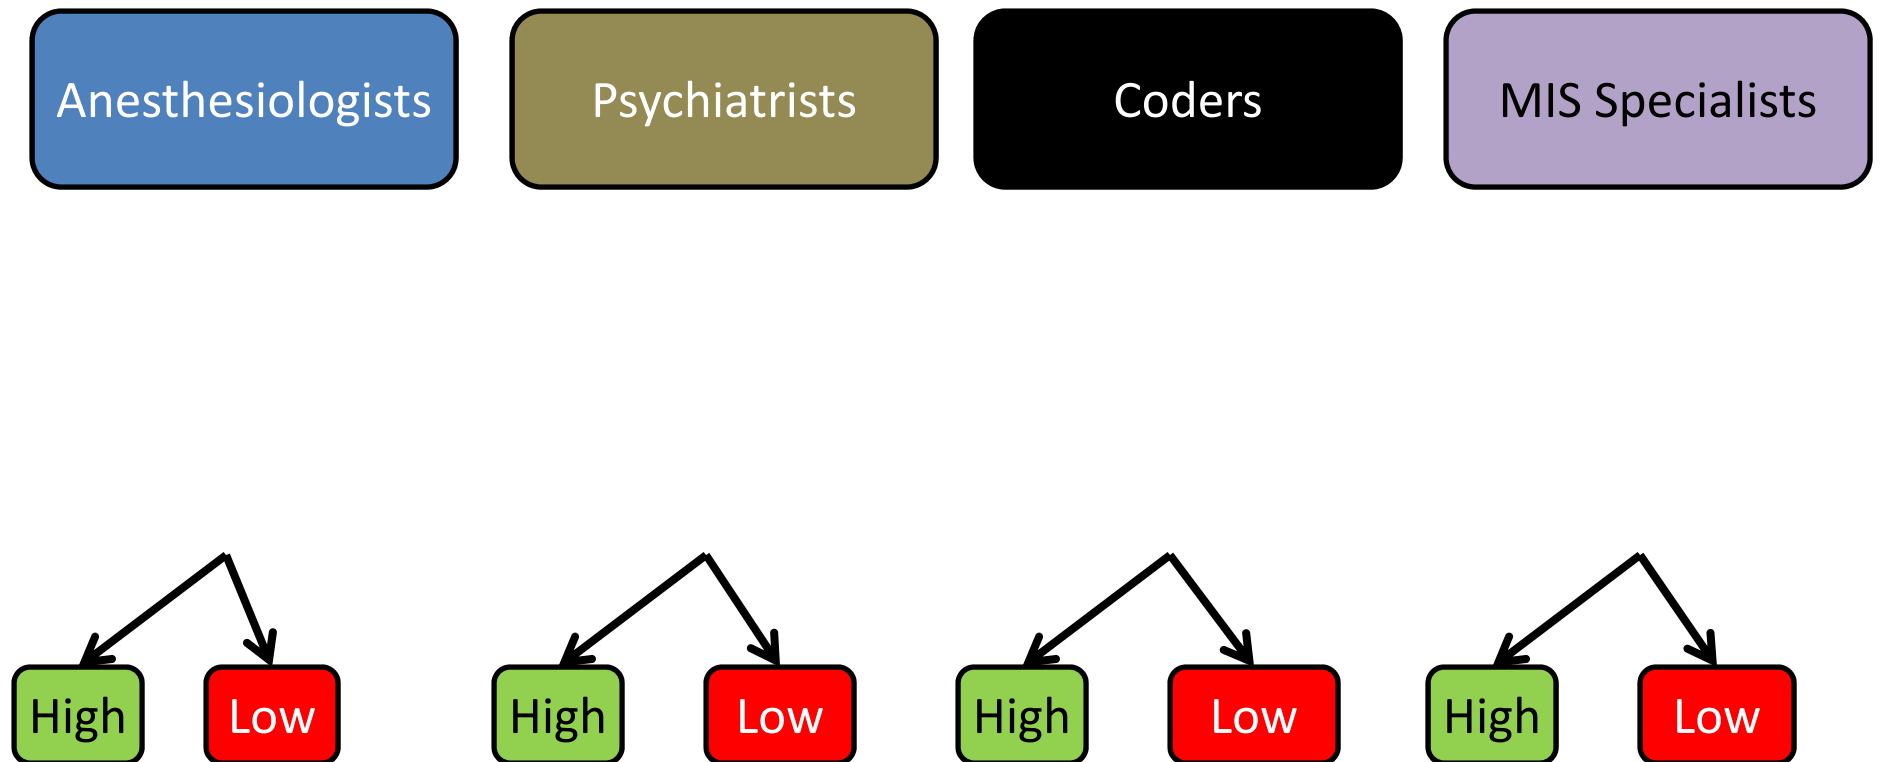 Anesthesiologists
Psychiatrists
Coders
MIS Specialists
High
Low
High
Low
High
Low
High
Low